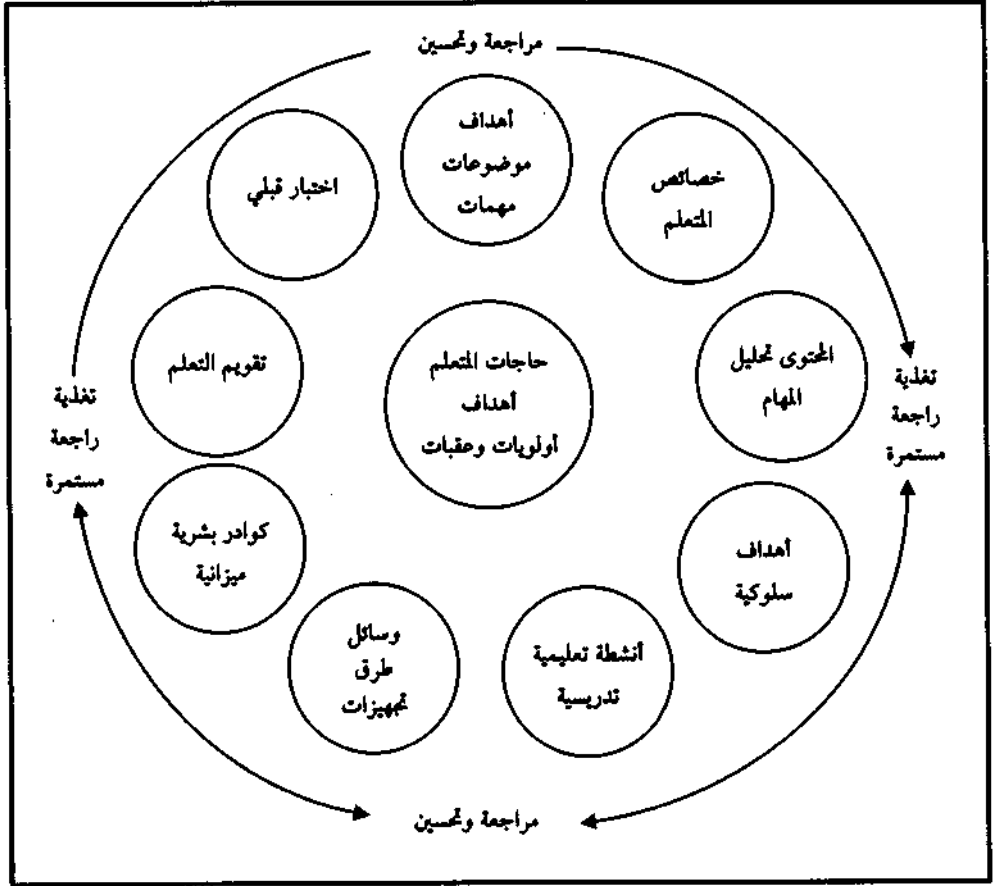 مراجعة وتحسين
أهداف
موضوعات
مهمات
خصائص
المتعلم
اختبار قبلي
المحتوى تحليل
المهام
تقويم التعلم
حاجات المتعلم
أهداف
أولويات وعقبات
تغذية
راجعة
مستمرة
تغذية
راجعة
مستمرة
أهداف
سلوكية
كوادر بشرية
ميزانية
أنشطة تعليمية
تدريسية
وسائل
طرق
تجهيزات
مراجعة وتحسين